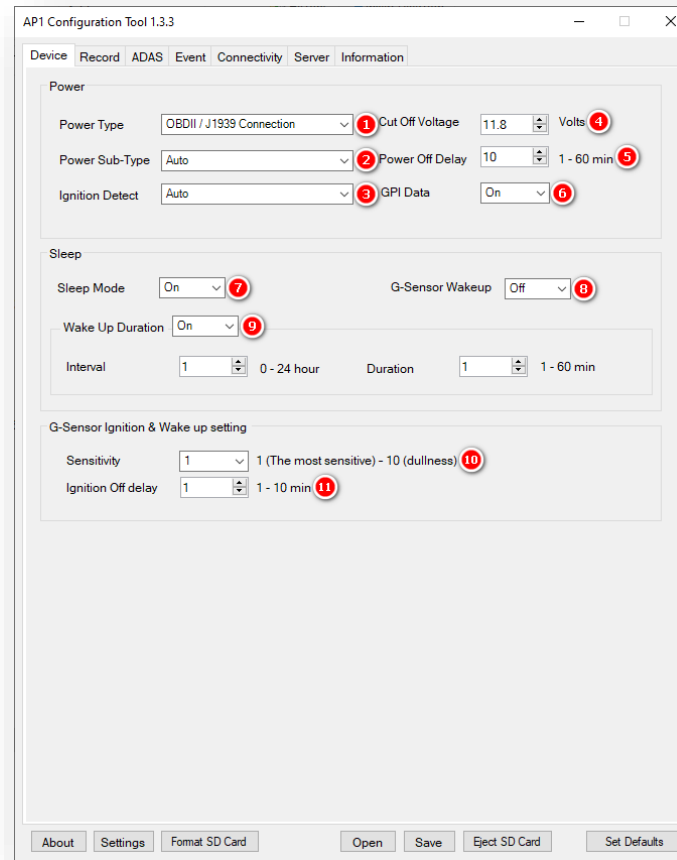 AP1 Configuration Tool 1.3.3
Device Record ADAS Event Connectivity Server Information
Power
Power Type OBDII / J1939 Connection 1 Cut Off Voltage 11.8 Volts 4
Power Sub-Type Auto 2 Power Off Delay 10 1 - 60 min 5
Ignition Detect Auto 3 GPI Data On 6
Sleep
Sleep Mode On 7 G-Sensor Wakeup Off 8
Wake Up Duration On 9
Interval 1 0 - 24 hour Duration 1 1 - 60 min
G-Sensor Ignition & Wake up setting
Sensitivity 1 1 (The most sensitive) - 10 (dullness) 10
Ignition Off delay 1 1 - 10 min 11
About Settings Format SD Card Open Save Eject SD Card Set Defaults